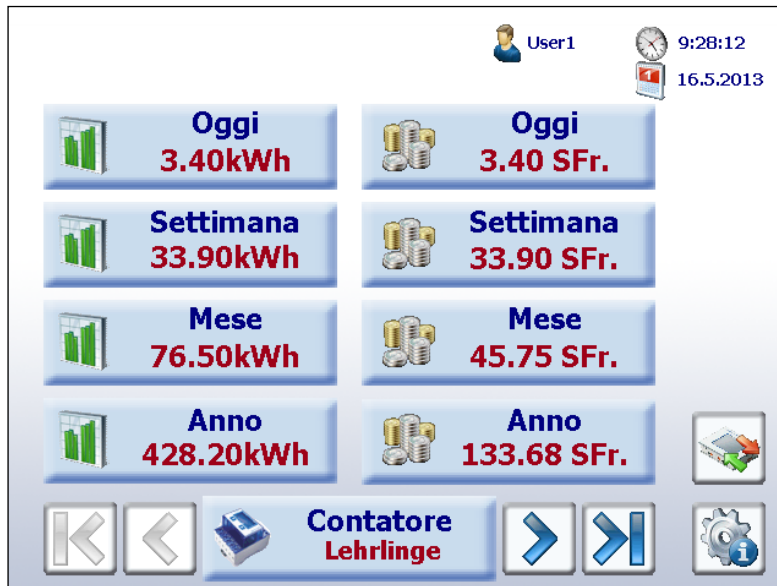 User1
9:28:12
1
16.5.2013
Oggi
3.40kWh
Oggi
3.40 SFr.
Settimana
33.90kWh
Settimana
33.90 SFr.
Mese
76.50kWh
Mese
45.75 SFr.
Anno
428.20kWh
Anno
133.68 SFr.
Contatore
Lehrlinge
i